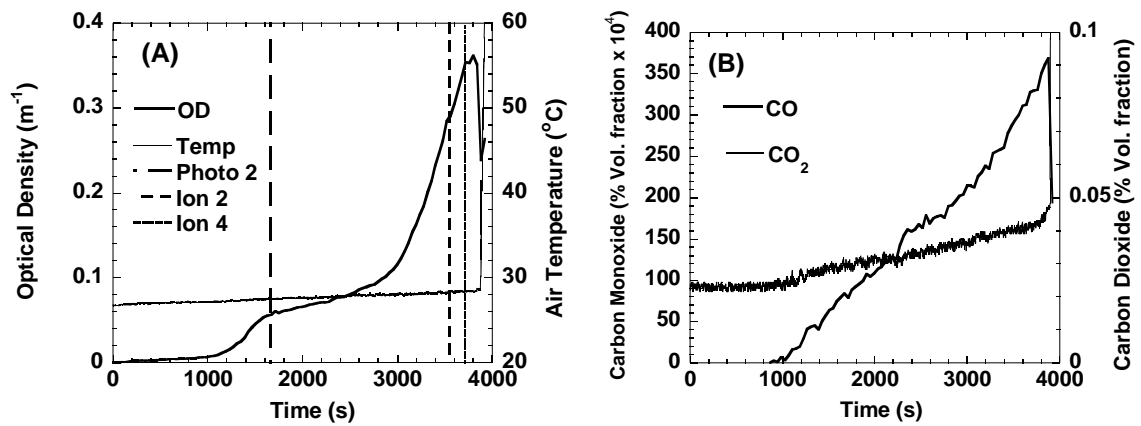 (A)
0.4
0.3
0.2
0.1
0
Optical Density (m⁻¹)
OD
Temp
Photo 2
Ion 2
Ion 4
60
50
40
30
20
Air Temperature (°C)
0 1000 2000 3000 4000
Time (s)
(B)
400
350
300
250
200
150
100
50
0
Carbon Monoxide (% Vol. fraction x 10⁴)
CO
CO₂
0.1
0.05
0
Carbon Dioxide (% Vol. fraction)
0 1000 2000 3000 4000
Time (s)